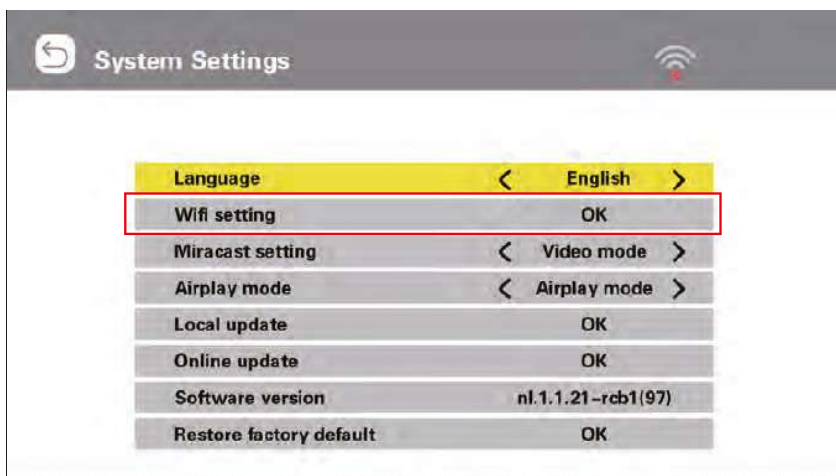 System Settings
Language < English >
Wifi setting OK
Miracast setting < Video mode >
Airplay mode < Airplay mode >
Local update OK
Online update OK
Software version nl.1.1.21-rcb1(97)
Restore factory default OK